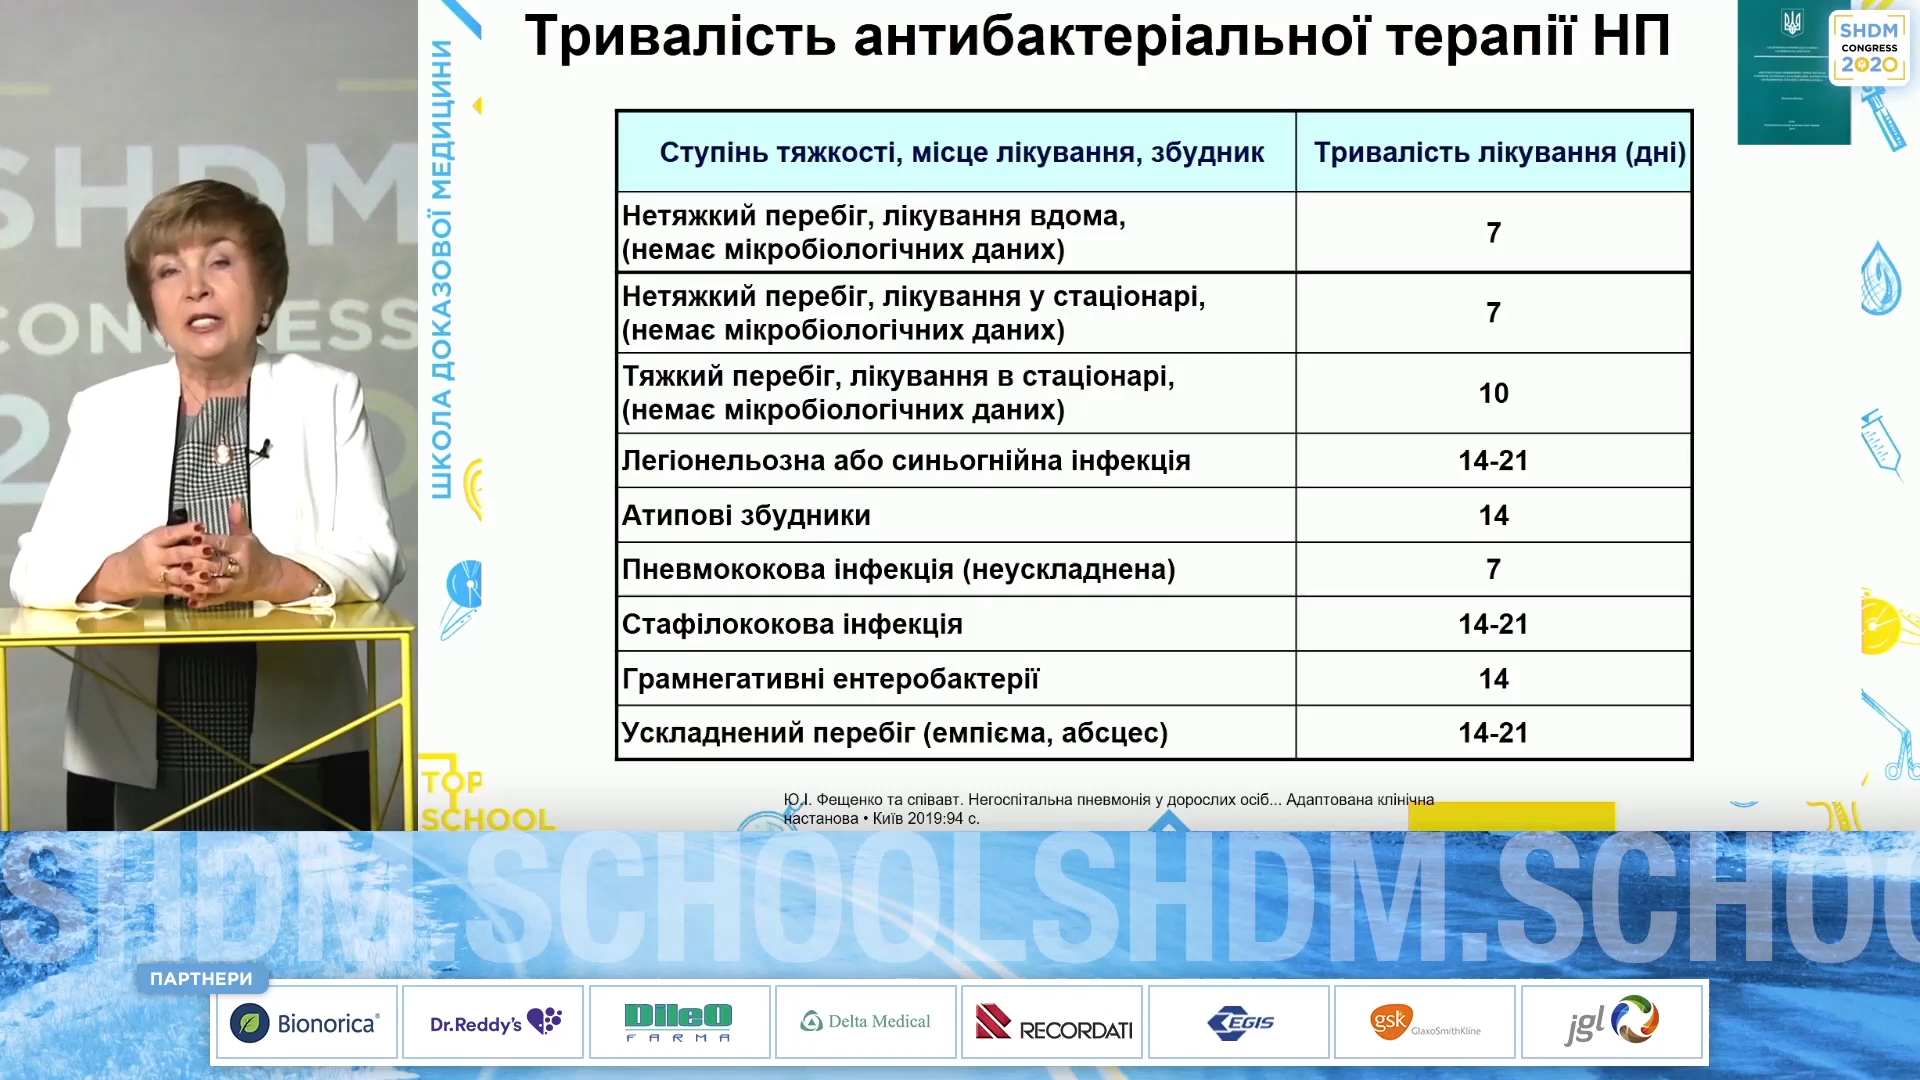 Тривалість антибактеріальної терапії НП
SHDM
CONGRESS
2020
ШКОЛА ДОКАЗОВОЇ МЕДИЦИНИ
SHDM
CONGRESS
Ступінь тяжкості, місце лікування, збудник
Тривалість лікування (дні)
Нетяжкий перебіг, лікування вдома,
(немає мікробіологічних даних)
7
Нетяжкий перебіг, лікування у стаціонарі,
(немає мікробіологічних даних)
7
Тяжкий перебіг, лікування в стаціонарі,
(немає мікробіологічних даних)
10
Легіонельозна або синьогнійна інфекція
14-21
Атипові збудники
14
Пневмококова інфекція (неускладнена)
7
Стафілококова інфекція
14-21
Грамнегативні ентеробактерії
14
Ускладнений перебіг (емпієма, абсцес)
14-21
TOP
SCHOOL
Ю.І. Фещенко та співавт. Негоспітальна пневмонія у дорослих осіб... Адаптована клінічна
настанова • Київ 2019:94 с.
SHDM.SCHOOLSHDM.SCHOO
ПАРТНЕРИ
Bionorica®
Dr.Reddy's
DileO
FARMA
Delta Medical
RECORDATI
EGIS
gsk
GlaxoSmithKline
jgl